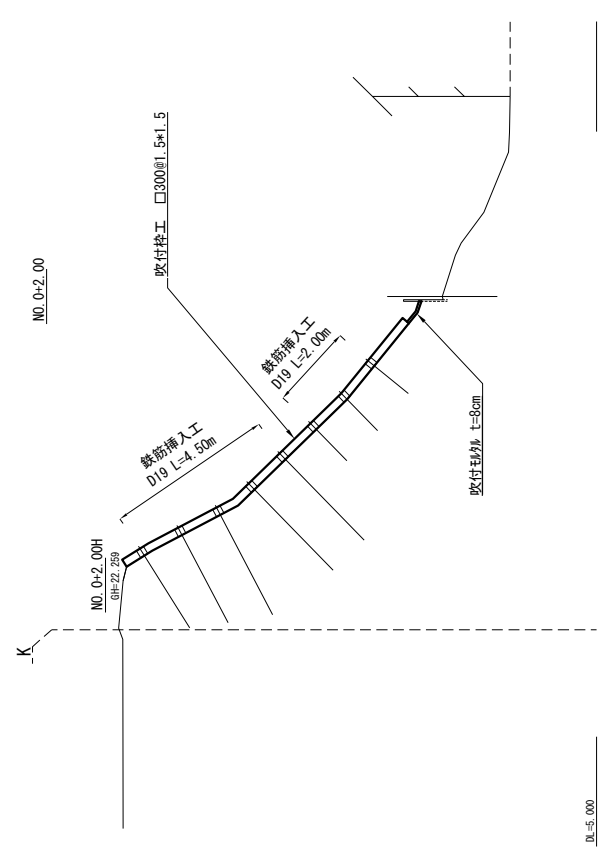 NO.0+2.00
吹付枠工 □300@1.5*1.5
鉄筋挿入工
D19 L=4.50m
鉄筋挿入工
D19 L=2.00m
吹付モルタル t=8cm
NO.0+2.00H
GH=22.259
K
DL=5.000